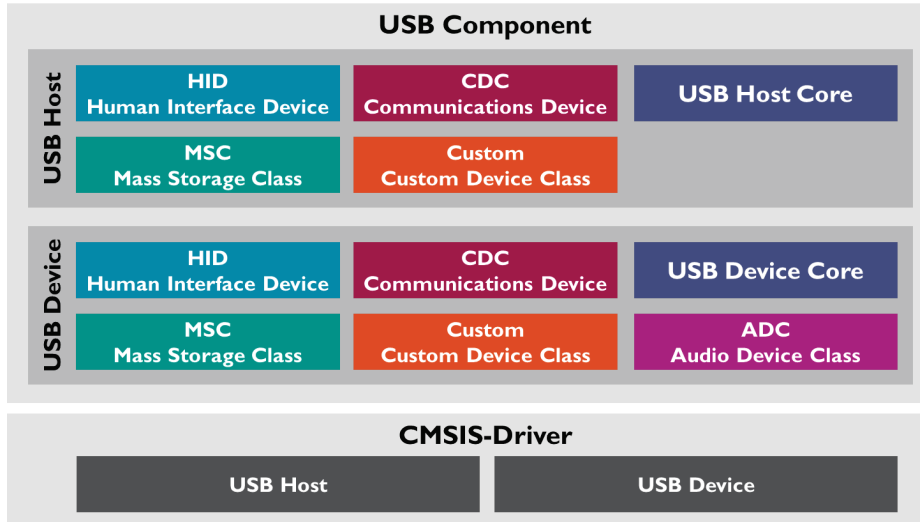 USB Component
USB Host
HID
Human Interface Device
CDC
Communications Device
USB Host Core
MSC
Mass Storage Class
Custom
Custom Device Class
USB Device
HID
Human Interface Device
CDC
Communications Device
USB Device Core
MSC
Mass Storage Class
Custom
Custom Device Class
ADC
Audio Device Class
CMSIS-Driver
USB Host
USB Device